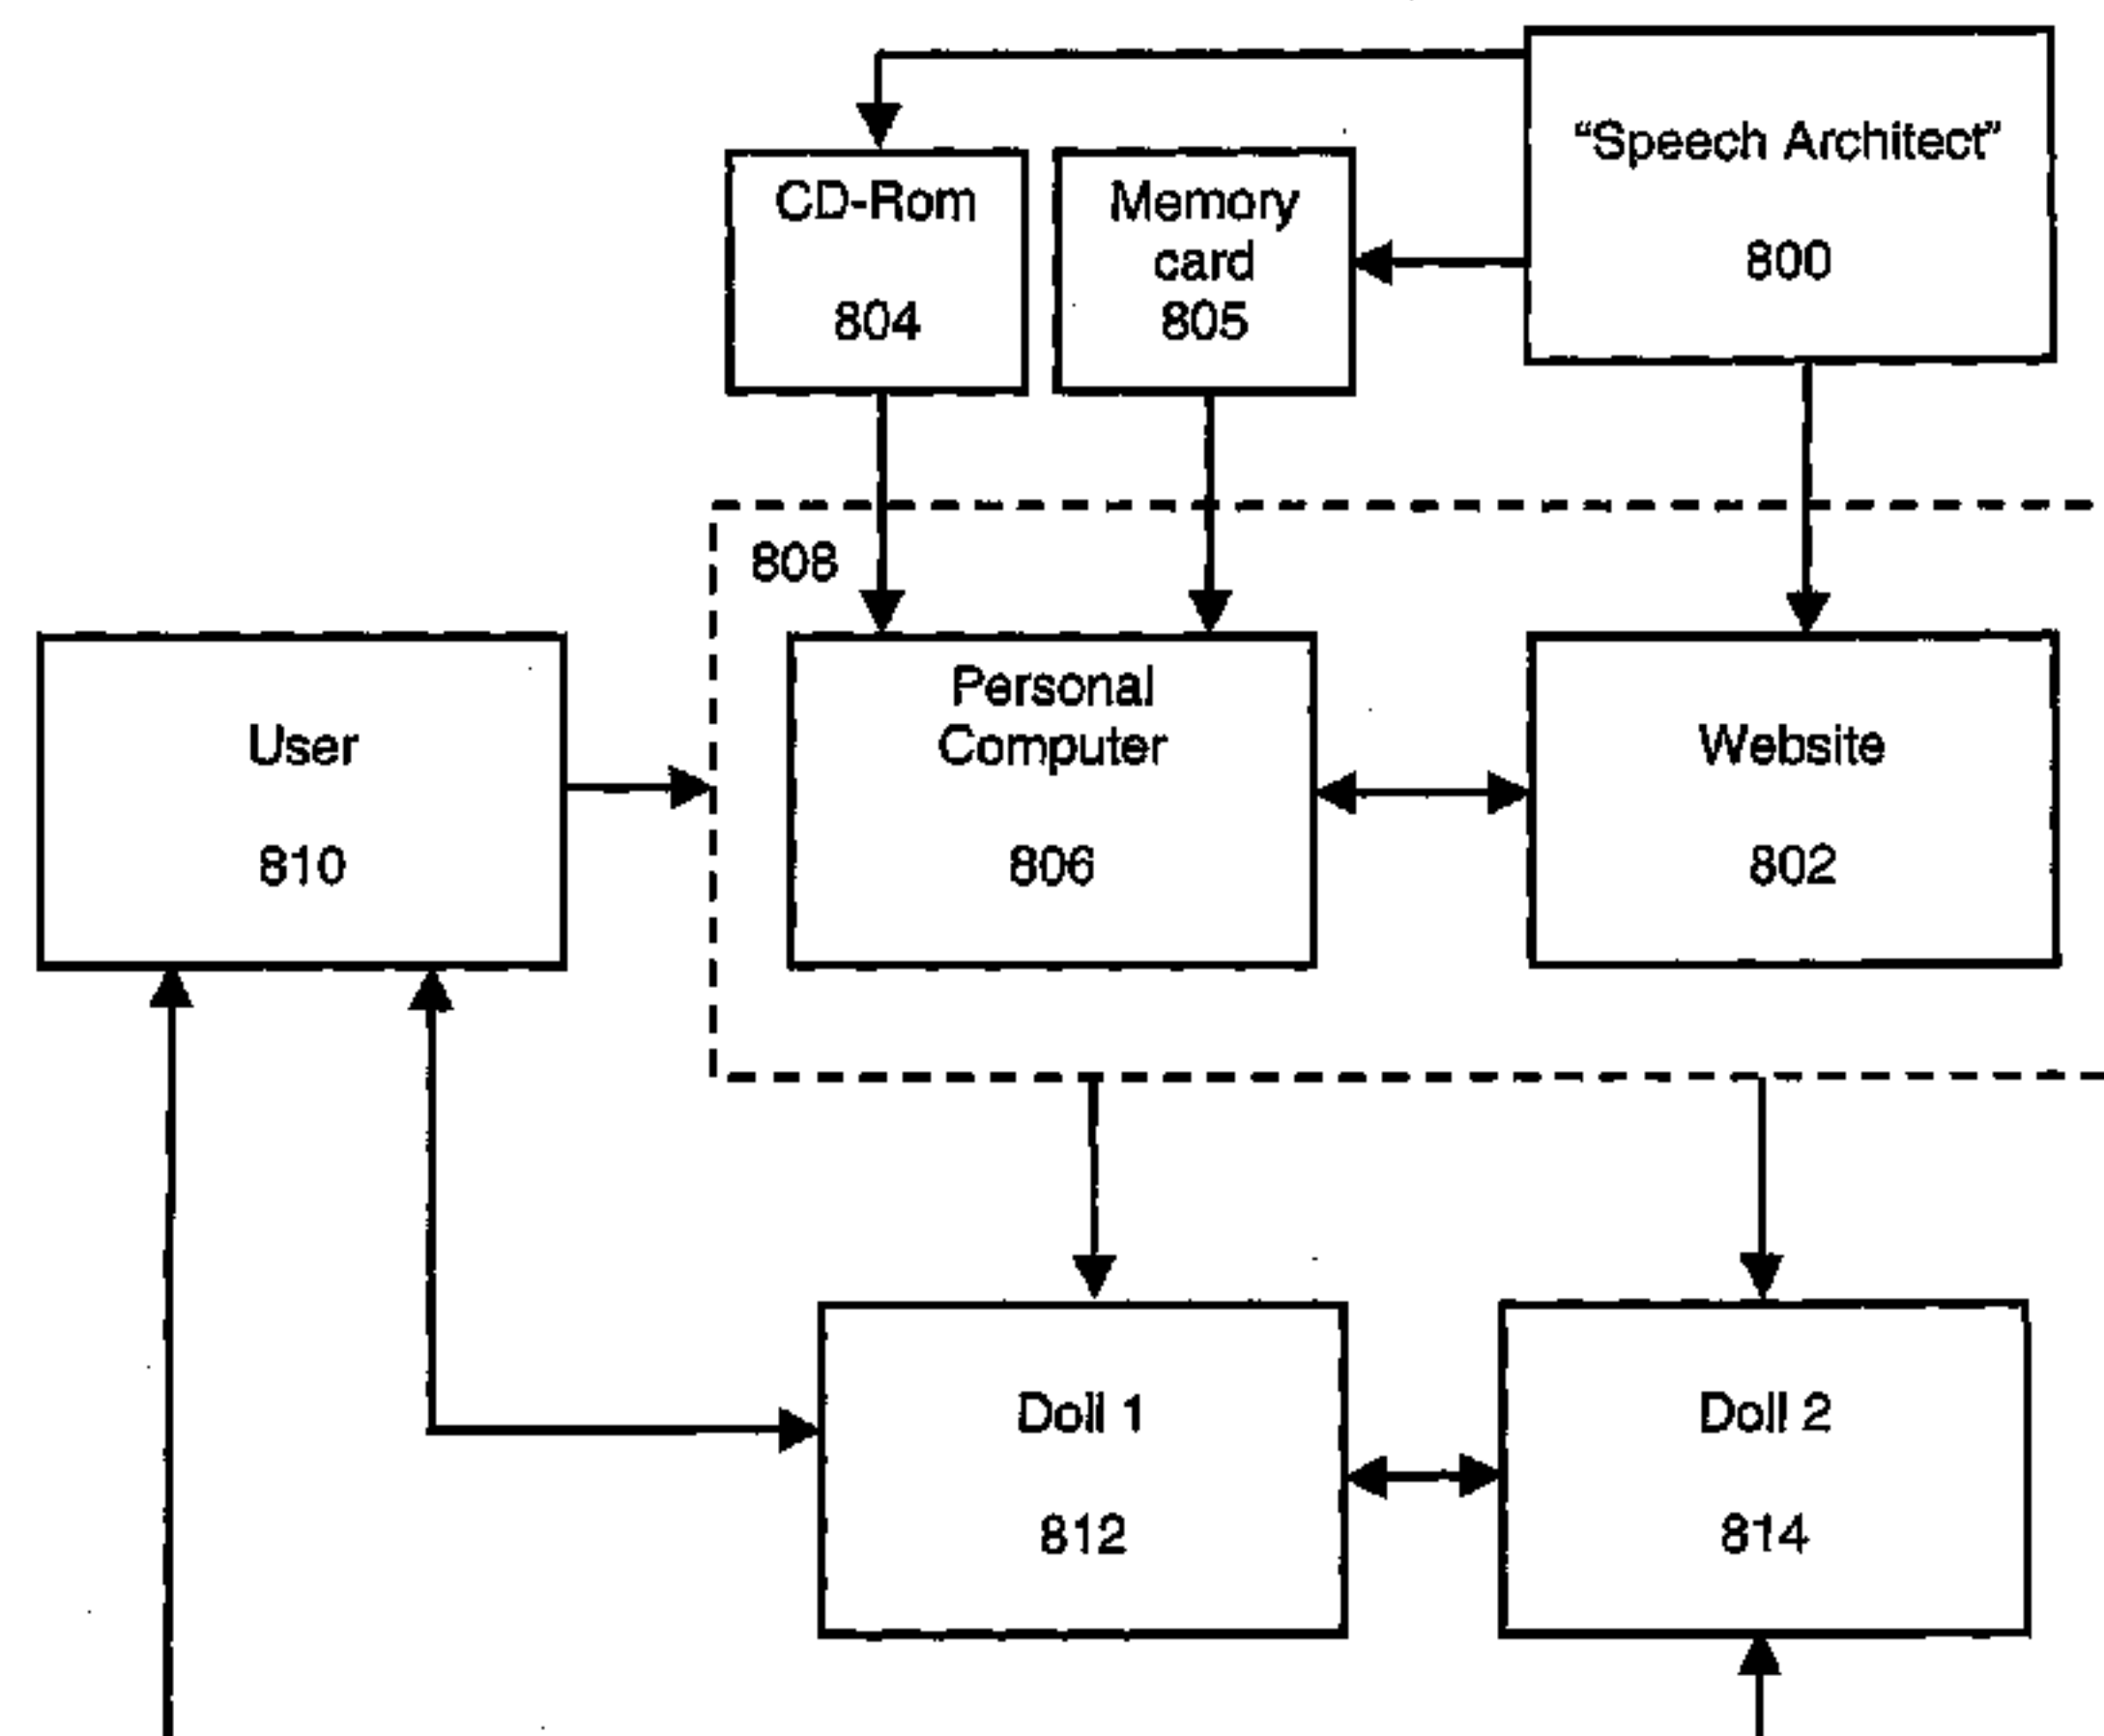 “Speech Architect”
800
CD-Rom
804
Memory
card
805
808
User
810
Personal
Computer
806
Website
802
Doll 1
812
Doll 2
814